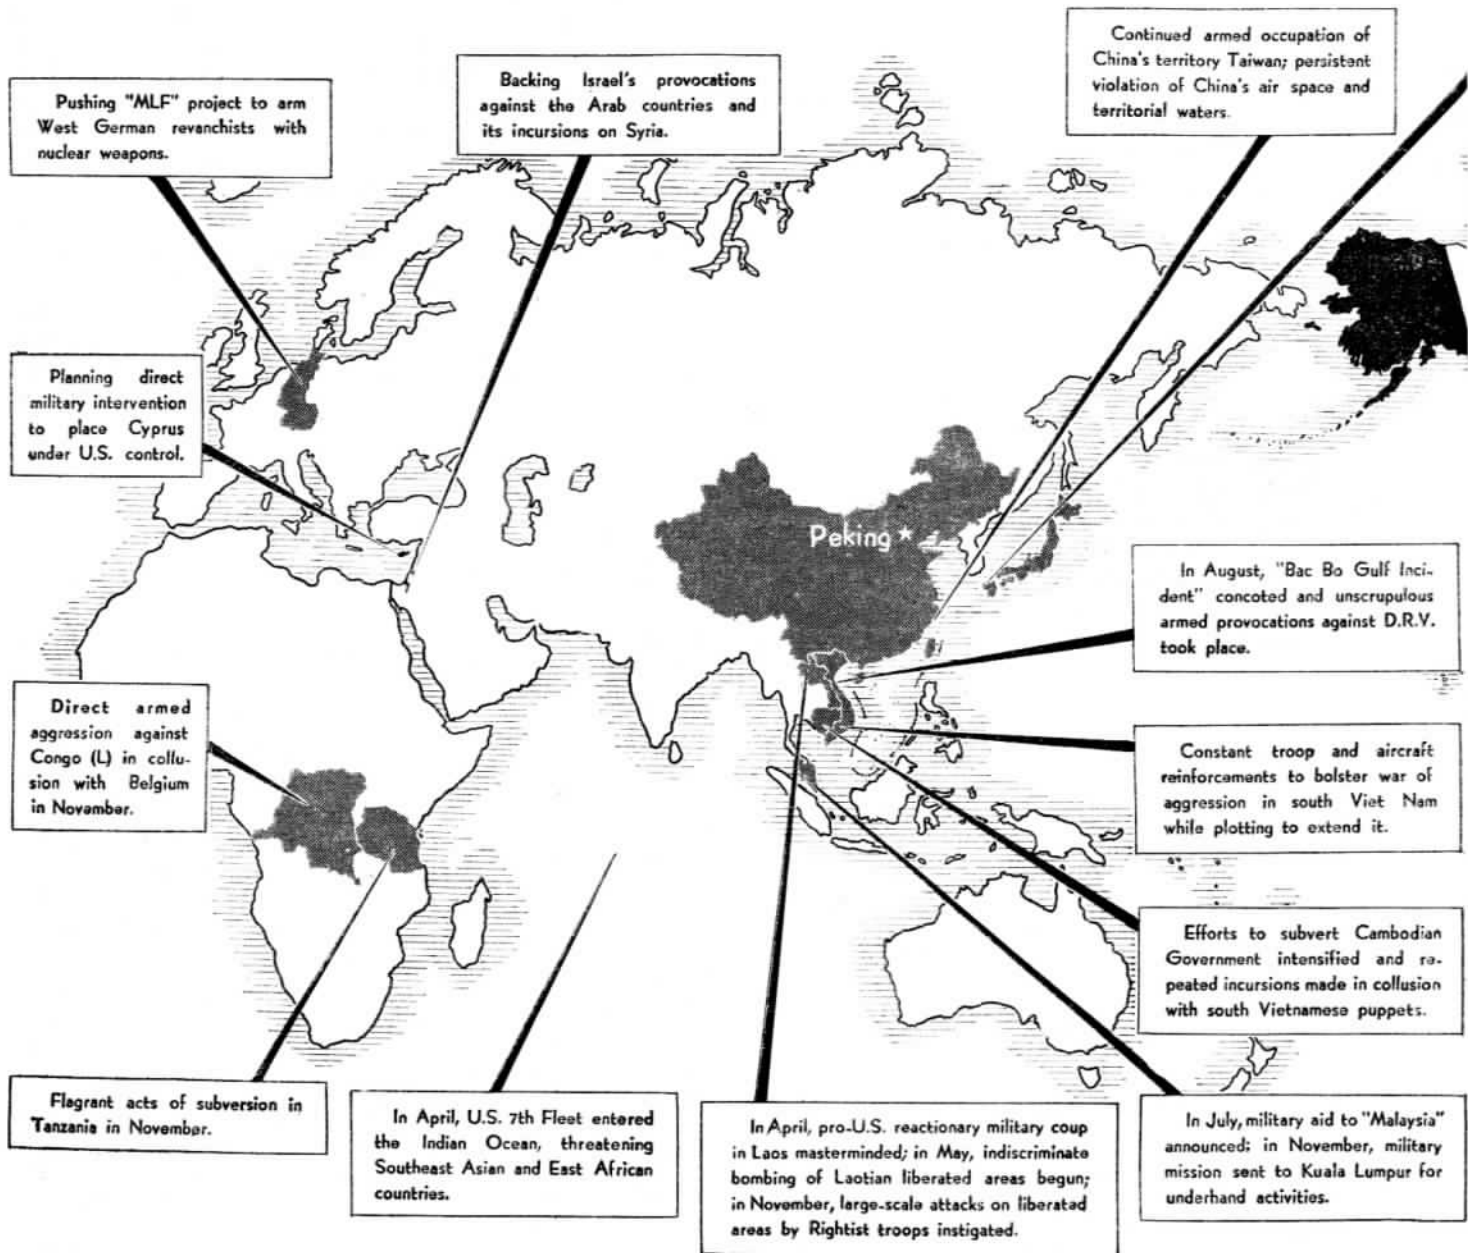 Pushing "MLF" project to arm
West German revanchists with
nuclear weapons.
Backing Israel's provocations
against the Arab countries and
its incursions on Syria.
Continued armed occupation of
China's territory Taiwan; persistent
violation of China's air space and
territorial waters.
Planning direct
military intervention
to place Cyprus
under U.S. control.
Peking
In August, "Bac Bo Gulf Inci-
dent" concoted and unscrupulous
armed provocations against D.R.V.
took place.
Direct armed
aggression against
Congo (L) in collu-
sion with Belgium
in November.
Constant troop and aircraft
reinforcements to bolster war of
aggression in south Viet Nam
while plotting to extend it.
Efforts to subvert Cambodian
Government intensified and re-
peated incursions made in collusion
with south Vietnamese puppets.
Flagrant acts of subversion in
Tanzania in November.
In April, U.S. 7th Fleet entered
the Indian Ocean, threatening
Southeast Asian and East African
countries.
In April, pro-U.S. reactionary military coup
in Laos masterminded; in May, indiscriminate
bombing of Laotian liberated areas begun;
in November, large-scale attacks on liberated
areas by Rightist troops instigated.
In July, military aid to "Malaysia"
announced; in November, military
mission sent to Kuala Lumpur for
underhand activities.